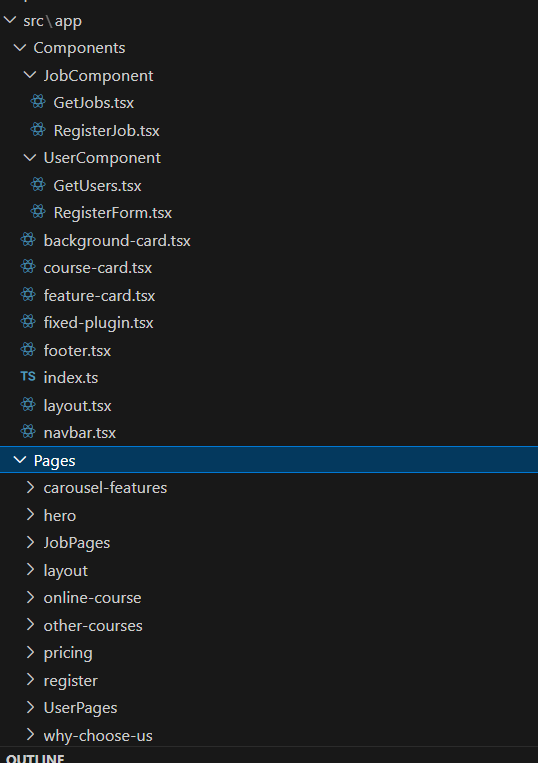 src\app
Components
JobComponent
GetJobs.tsx
RegisterJob.tsx
UserComponent
GetUsers.tsx
RegisterForm.tsx
background-card.tsx
course-card.tsx
feature-card.tsx
fixed-plugin.tsx
footer.tsx
TS index.ts
layout.tsx
navbar.tsx
Pages
carousel-features
hero
JobPages
layout
online-course
other-courses
pricing
register
UserPages
why-choose-us
OUTLINE